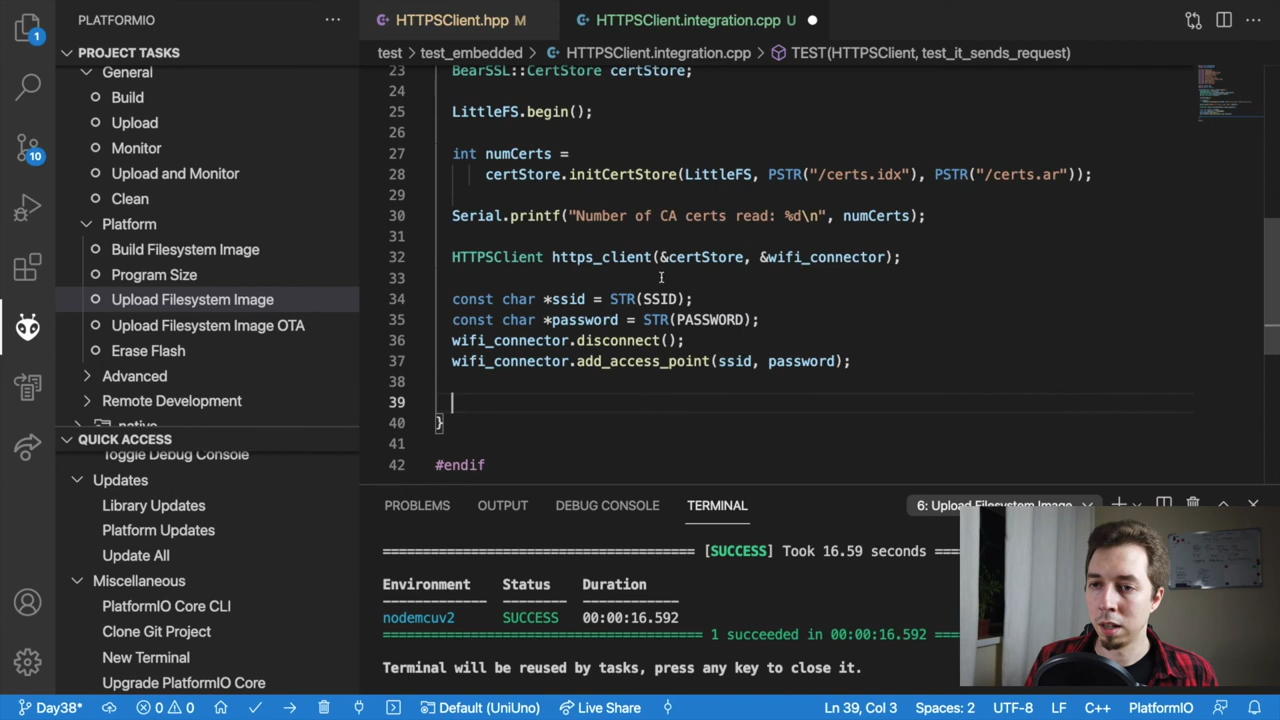 PLATFORMIO
HTTPSClient.hpp M
HTTPSClient.integration.cpp U
PROJECT TASKS
General
Build
Upload
Monitor
Upload and Monitor
Clean
Platform
Build Filesystem Image
Program Size
Upload Filesystem Image
Upload Filesystem Image OTA
Erase Flash
Advanced
Remote Development
native
QUICK ACCESS
Toggle Debug Console
Updates
Library Updates
Platform Updates
Update All
Miscellaneous
PlatformIO Core CLI
Clone Git Project
New Terminal
Upgrade PlatformIO Core
1
10
test > test_embedded > HTTPSClient.integration.cpp > TEST(HTTPSClient, test_it_sends_request)
23 BearSSL::CertStore certStore;
24
25 LittleFS.begin();
26
27 int numCerts =
28 certStore.initCertStore(LittleFS, PSTR("/certs.idx"), PSTR("/certs.ar"));
29
30 Serial.printf("Number of CA certs read: %d\n", numCerts);
31
32 HTTPSClient https_client(&certStore, &wifi_connector);
33
34 const char *ssid = STR(SSID);
35 const char *password = STR(PASSWORD);
36 wifi_connector.disconnect();
37 wifi_connector.add_access_point(ssid, password);
38
39
40 }
41
42 #endif
PROBLEMS OUTPUT DEBUG CONSOLE TERMINAL 6: Upload Filesystem Image
===================================== [SUCCESS] Took 16.59 seconds ===
Environment Status Duration
------------- -------- ------------
nodemcuv2 SUCCESS 00:00:16.592
====================================== 1 succeeded in 00:00:16.592 ===
Terminal will be reused by tasks, press any key to close it.
Day38* 0 0 Default (UniUno) Live Share Ln 39, Col 3 Spaces: 2 UTF-8 LF C++ PlatformIO